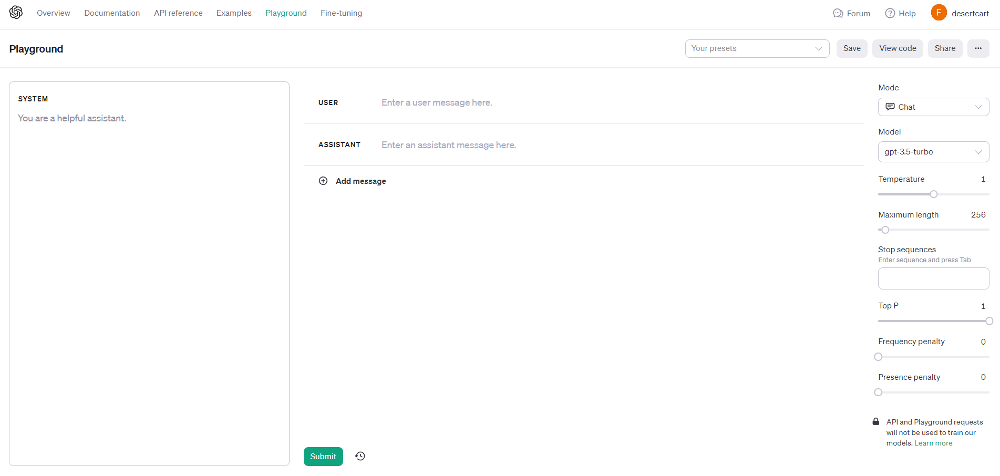 Overview Documentation API reference Examples Playground Fine-tuning Forum Help F desertcart
Playground Your presets Save View code Share ···
SYSTEM
You are a helpful assistant.
USER Enter a user message here.
ASSISTANT Enter an assistant message here.
Add message
Submit
Mode
Chat
Model
gpt-3.5-turbo
Temperature 1
Maximum length 256
Stop sequences
Enter sequence and press Tab
Top P 1
Frequency penalty 0
Presence penalty 0
API and Playground requests
will not be used to train our
models. Learn more